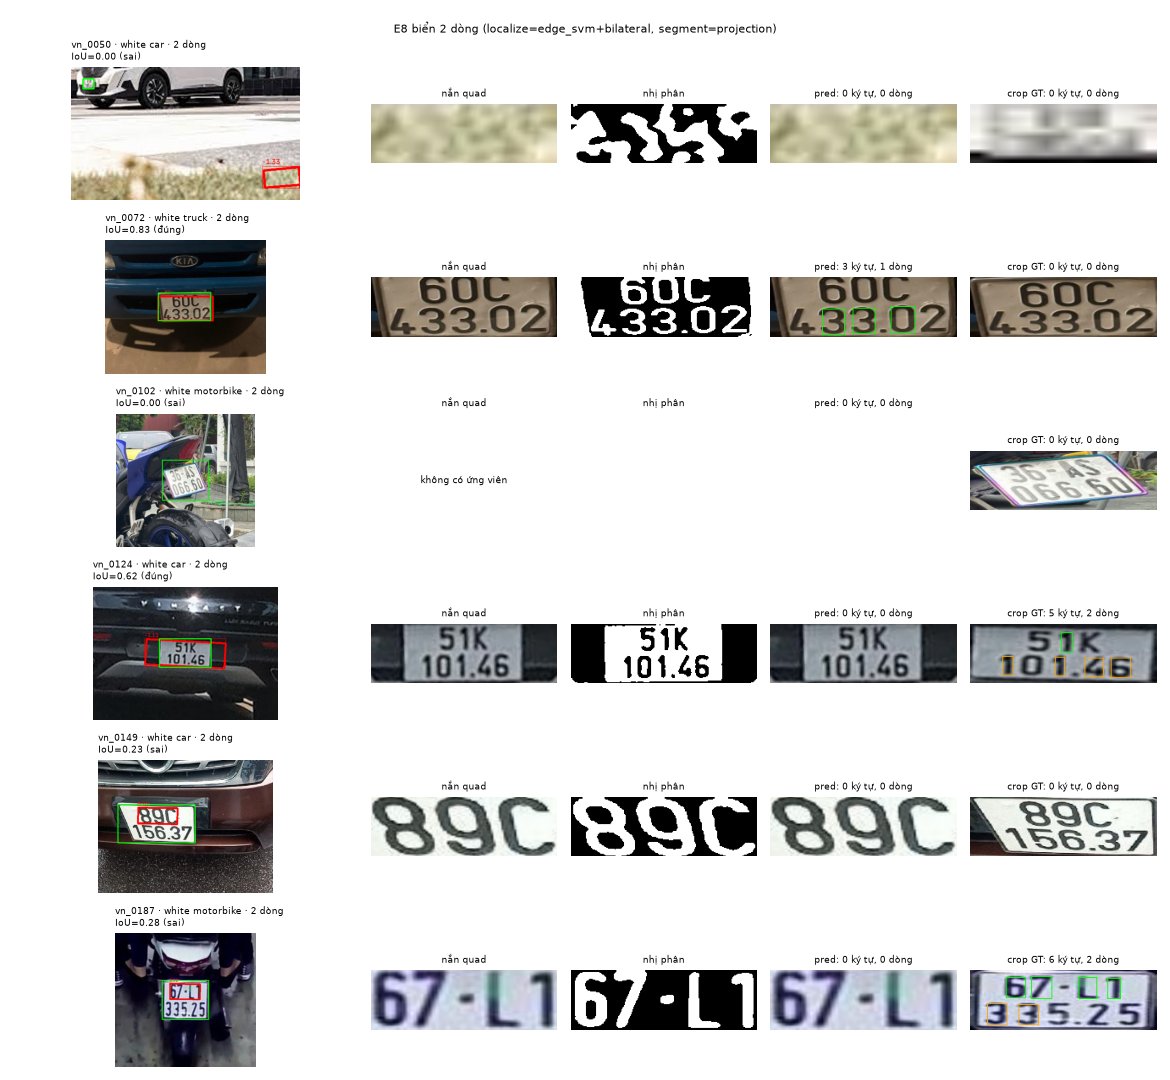 E8 biển 2 dòng (localize=edge_svm+bilateral, segment=projection)
vn_0050 · white car · 2 dòng
IoU=0.00 (sai)
1.33
nắn quad
nhị phân
pred: 0 ký tự, 0 dòng
crop GT: 0 ký tự, 0 dòng
vn_0072 · white truck · 2 dòng
IoU=0.83 (đúng)
KIA
60C
433.02
nắn quad
60C
433.02
nhị phân
60C
433.02
pred: 3 ký tự, 1 dòng
60C
433.02
crop GT: 0 ký tự, 0 dòng
60C
433.02
vn_0102 · white motorbike · 2 dòng
IoU=0.00 (sai)
36-AS
066.60
nắn quad
không có ứng viên
nhị phân
pred: 0 ký tự, 0 dòng
crop GT: 0 ký tự, 0 dòng
36-AS
066.60
vn_0124 · white car · 2 dòng
IoU=0.62 (đúng)
VINFAST
51K
101.46
nắn quad
51K
101.46
nhị phân
51K
101.46
pred: 0 ký tự, 0 dòng
51K
101.46
crop GT: 5 ký tự, 2 dòng
51K
101.46
vn_0149 · white car · 2 dòng
IoU=0.23 (sai)
89C
156.37
nắn quad
89C
nhị phân
89C
pred: 0 ký tự, 0 dòng
89C
crop GT: 0 ký tự, 0 dòng
89C
156.37
vn_0187 · white motorbike · 2 dòng
IoU=0.28 (sai)
67-L1
335.25
nắn quad
67-L1
nhị phân
67-L1
pred: 0 ký tự, 0 dòng
67-L1
crop GT: 6 ký tự, 2 dòng
67-L1
335.25